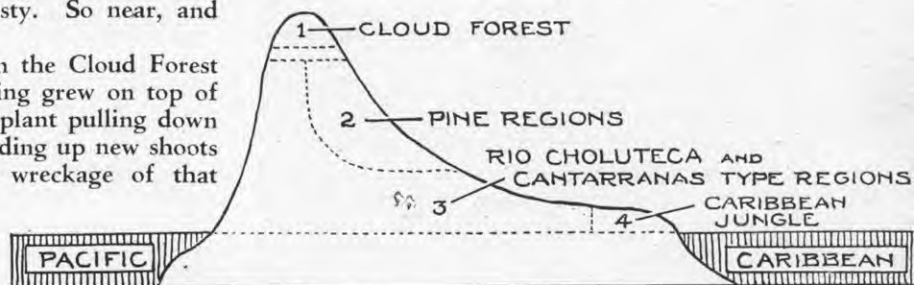 sty. So near, and
n the Cloud Forest
ing grew on top of
plant pulling down
ding up new shoots
wreckage of that
1 CLOUD FOREST
2 PINE REGIONS
3 RIO CHOLUTECA AND
CANTARRANAS TYPE REGIONS
4 CARIBBEAN
JUNGLE
PACIFIC
CARIBBEAN